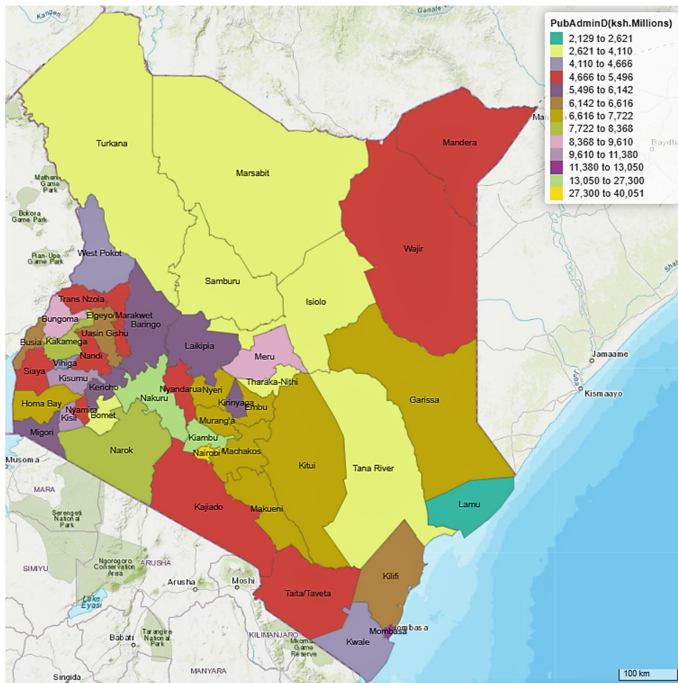 PubAdminD(ksh.Millions)
2,129 to 2,621
2,621 to 4,110
4,110 to 4,666
4,666 to 5,496
5,496 to 6,142
6,142 to 6,616
6,616 to 7,722
7,722 to 8,368
8,368 to 9,610
9,610 to 11,380
11,380 to 13,050
13,050 to 27,300
27,300 to 40,051
Kangen
Ganale
Mandera
Turkana
Marsabit
Baydh
Game
Park
Bokora
Game Park
Pian-Upe
Game Park
Wajir
West Pokot
Samburu
Isiolo
Trans Nzoia
Bungoma
Elgeyo/Marakwet
Baringo
Uasin Gishu
Busia
Kakamega
Laikipia
Nandi
Meru
Jamaame
Vihiga
Siaya
Kisumu
Tharaka-Nithi
Kericho
Nyandarua
Nyeri
Kismaayo
Juba
Homa Bay
Nakuru
Kirinyaga
Embu
Garissa
Nyamira
Bomet
Kisii
Murang'a
Migori
Kiambu
Narok
Nairobi
Machakos
Musoma
Kitui
Tana River
MARA
Kajiado
Makueni
Lamu
Serengeti
National
Park
Ngorogoro
Conservation
Area
ARUSHA
SIMIYU
Arusha
Moshi
Kilifi
Taita/Taveta
Lake
Eyasi
Mombasa
Babati
Tarangire
National
Park
KILIMANJARO
Game
Reserve
Kwale
MANYARA
Singida
100 km